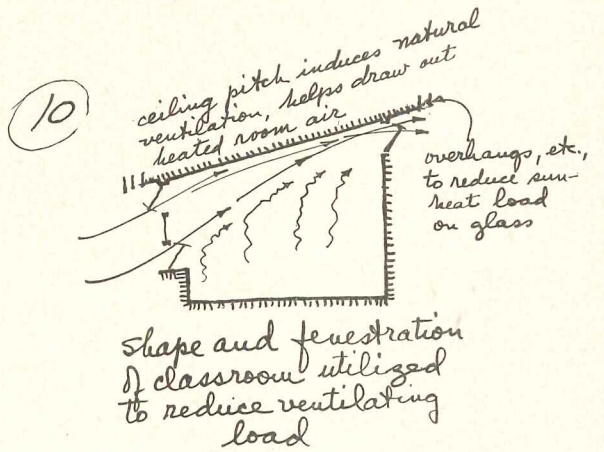 10
ceiling pitch induces natural
ventilation, helps draw out
heated room air
overhangs, etc.,
to reduce sun-
heat load
on glass
shape and fenestration
of classroom utilized
to reduce ventilating
load